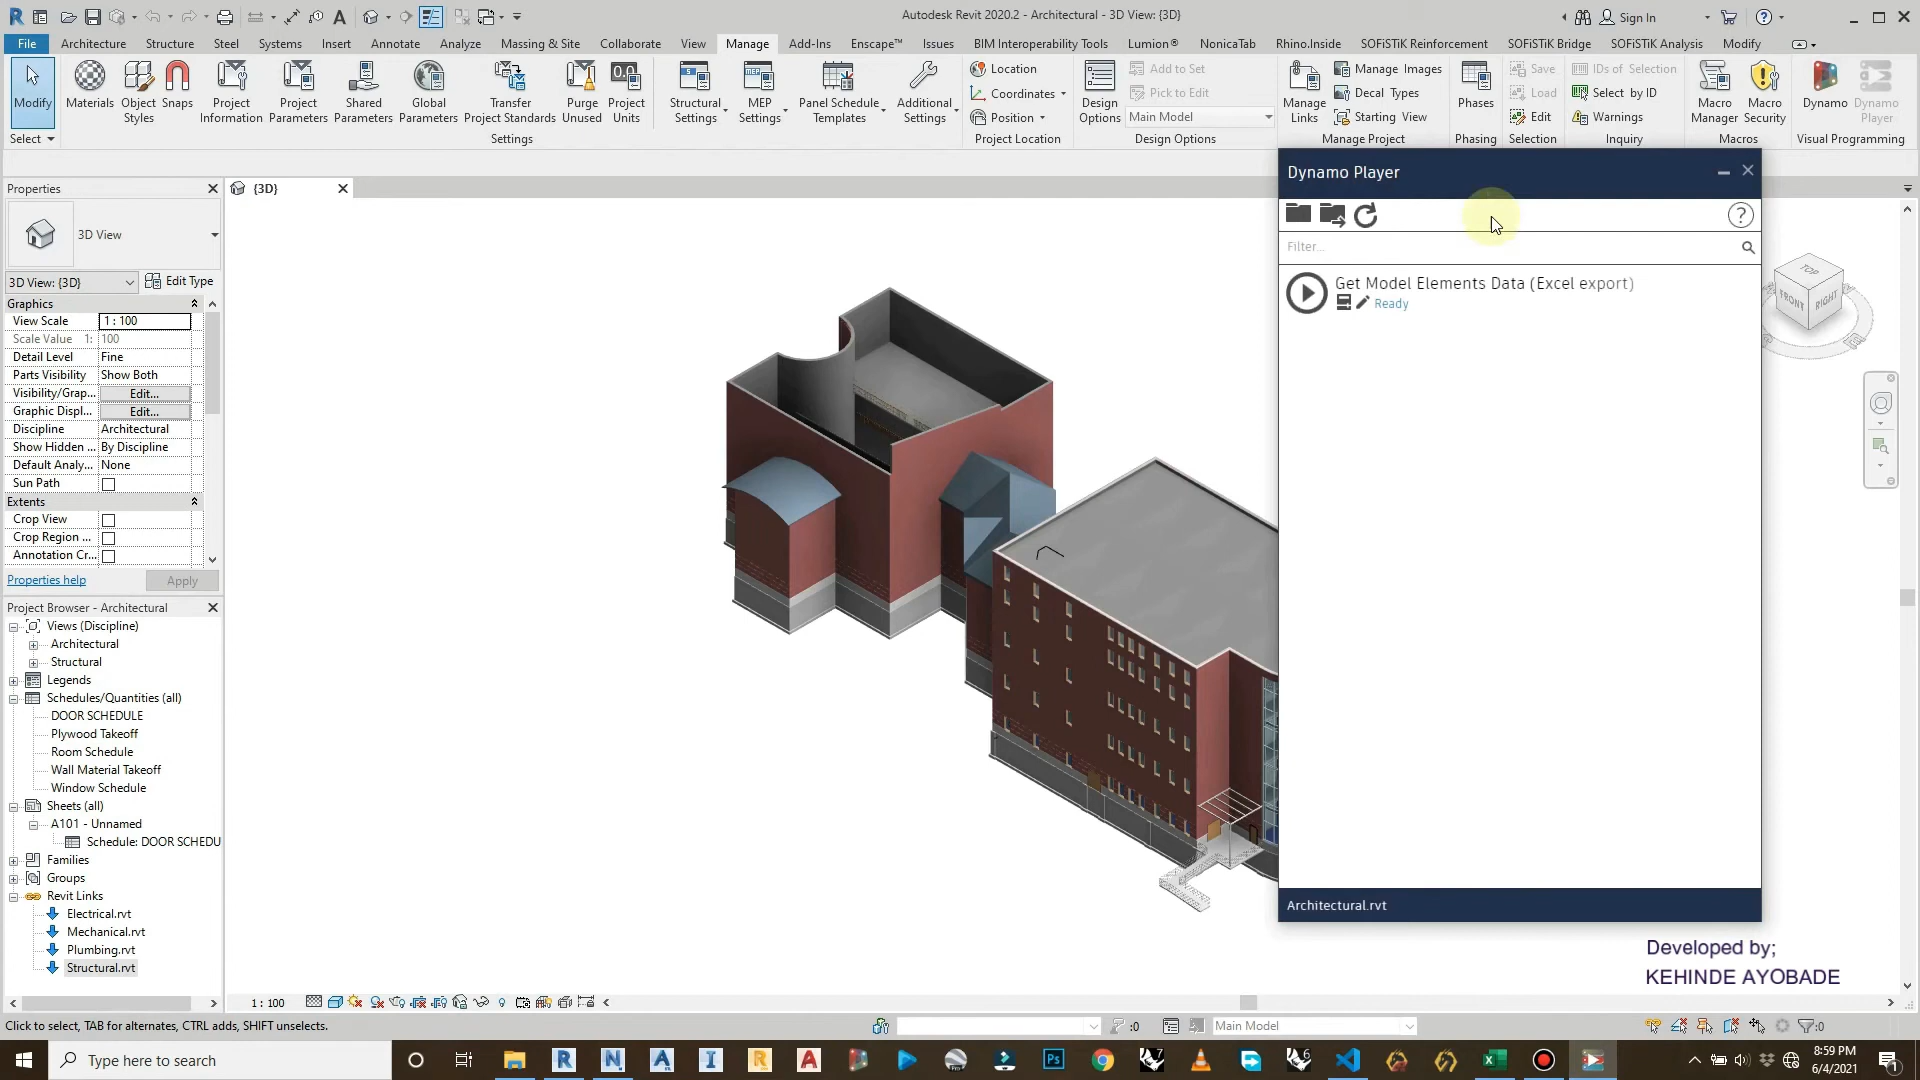 Autodesk Revit 2020.2 - Architectural - 3D View: {3D}
Sign In
File Architecture Structure Steel Systems Insert Annotate Analyze Massing & Site Collaborate View Manage Add-Ins Enscape™ Issues BIM Interoperability Tools Lumion® NonicaTab Rhino.Inside SOFiSTiK Reinforcement SOFiSTiK Bridge SOFiSTiK Analysis Modify
Modify
Select
Materials
Object Styles
Snaps
Project Information
Project Parameters
Shared Parameters
Global Parameters
Transfer Project Standards
Purge Unused
Project Units
Settings
Structural Settings
MEP Settings
Panel Schedule Templates
Additional Settings
Location
Coordinates
Position
Project Location
Design Options
Add to Set
Pick to Edit
Main Model
Design Options
Manage Links
Manage Images
Decal Types
Starting View
Manage Project
Phases
Phasing
Save
Load
Edit
Selection
IDs of Selection
Select by ID
Warnings
Inquiry
Macro Manager
Macro Security
Macros
Dynamo
Dynamo Player
Visual Programming
Properties
{3D}
3D View
3D View: {3D}
Edit Type
Graphics
View Scale 1 : 100
Scale Value 1: 100
Detail Level Fine
Parts Visibility Show Both
Visibility/Grap... Edit...
Graphic Displ... Edit...
Discipline Architectural
Show Hidden ... By Discipline
Default Analy... None
Sun Path
Extents
Crop View
Crop Region ...
Annotation Cr...
Properties help
Apply
Project Browser - Architectural
Views (Discipline)
Architectural
Structural
Legends
Schedules/Quantities (all)
DOOR SCHEDULE
Plywood Takeoff
Room Schedule
Wall Material Takeoff
Window Schedule
Sheets (all)
A101 - Unnamed
Schedule: DOOR SCHEDU
Families
Groups
Revit Links
Electrical.rvt
Mechanical.rvt
Plumbing.rvt
Structural.rvt
Dynamo Player
?
Filter...
Get Model Elements Data (Excel export)
Ready
Architectural.rvt
TOP
FRONT
RIGHT
Developed by;
KEHINDE AYOBADE
1 : 100
Click to select, TAB for alternates, CTRL adds, SHIFT unselects.
:0
Main Model
:0
Type here to search
8:59 PM
6/4/2021